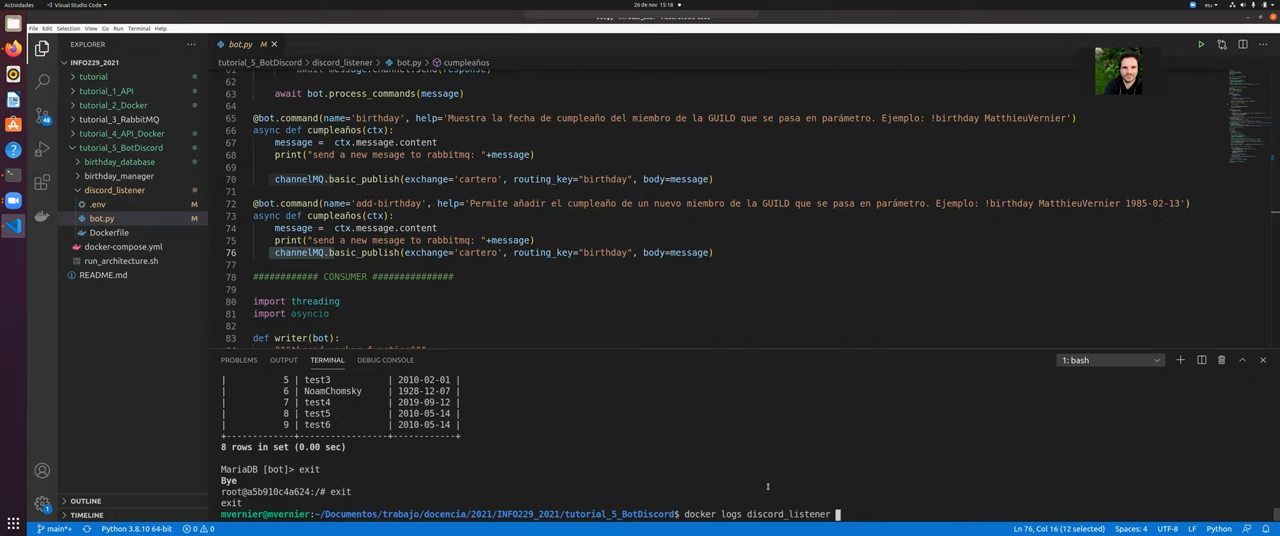 Actividades
Visual Studio Code
26 de nov 15:18
es
File Edit Selection View Go Run Terminal Help
EXPLORER
bot.py M
INFO229_2021
tutorial
tutorial_1_API
tutorial_2_Docker
tutorial_3_RabbitMQ
tutorial_4_API_Docker
tutorial_5_BotDiscord
birthday_database
birthday_manager
discord_listener
.env M
bot.py M
Dockerfile
docker-compose.yml
run_architecture.sh
README.md
OUTLINE
TIMELINE
48
1
tutorial_5_BotDiscord > discord_listener > bot.py > cumpleaños
61 await message.channel.send(response)
62
63 await bot.process_commands(message)
64
65 @bot.command(name='birthday', help='Muestra la fecha de cumpleaño del miembro de la GUILD que se pasa en parámetro. Ejemplo: !birthday MatthieuVernier')
66 async def cumpleaños(ctx):
67 message = ctx.message.content
68 print("send a new mesage to rabbitmq: "+message)
69
70 channelMQ.basic_publish(exchange='cartero', routing_key="birthday", body=message)
71
72 @bot.command(name='add-birthday', help='Permite añadir el cumpleaño de un nuevo miembro de la GUILD que se pasa en parámetro. Ejemplo: !birthday MatthieuVernier 1985-02-13')
73 async def cumpleaños(ctx):
74 message = ctx.message.content
75 print("send a new mesage to rabbitmq: "+message)
76 channelMQ.basic_publish(exchange='cartero', routing_key="birthday", body=message)
77
78 ############ CONSUMER ###############
79
80 import threading
81 import asyncio
82
83 def writer(bot):
PROBLEMS OUTPUT TERMINAL DEBUG CONSOLE
1: bash
| 5 | test3 | 2010-02-01 |
| 6 | NoamChomsky | 1928-12-07 |
| 7 | test4 | 2019-09-12 |
| 8 | test5 | 2010-05-14 |
| 9 | test6 | 2010-05-14 |
+-------------+-----------------+------------+
8 rows in set (0.00 sec)
MariaDB [bot]> exit
Bye
root@a5b910c4a624:/# exit
exit
mvernier@mvernier:~/Documentos/trabajo/docencia/2021/INFO229_2021/tutorial_5_BotDiscord$ docker logs discord_listener
main* Python 3.8.10 64-bit 0 0
Ln 76, Col 16 (12 selected) Spaces: 4 UTF-8 LF Python